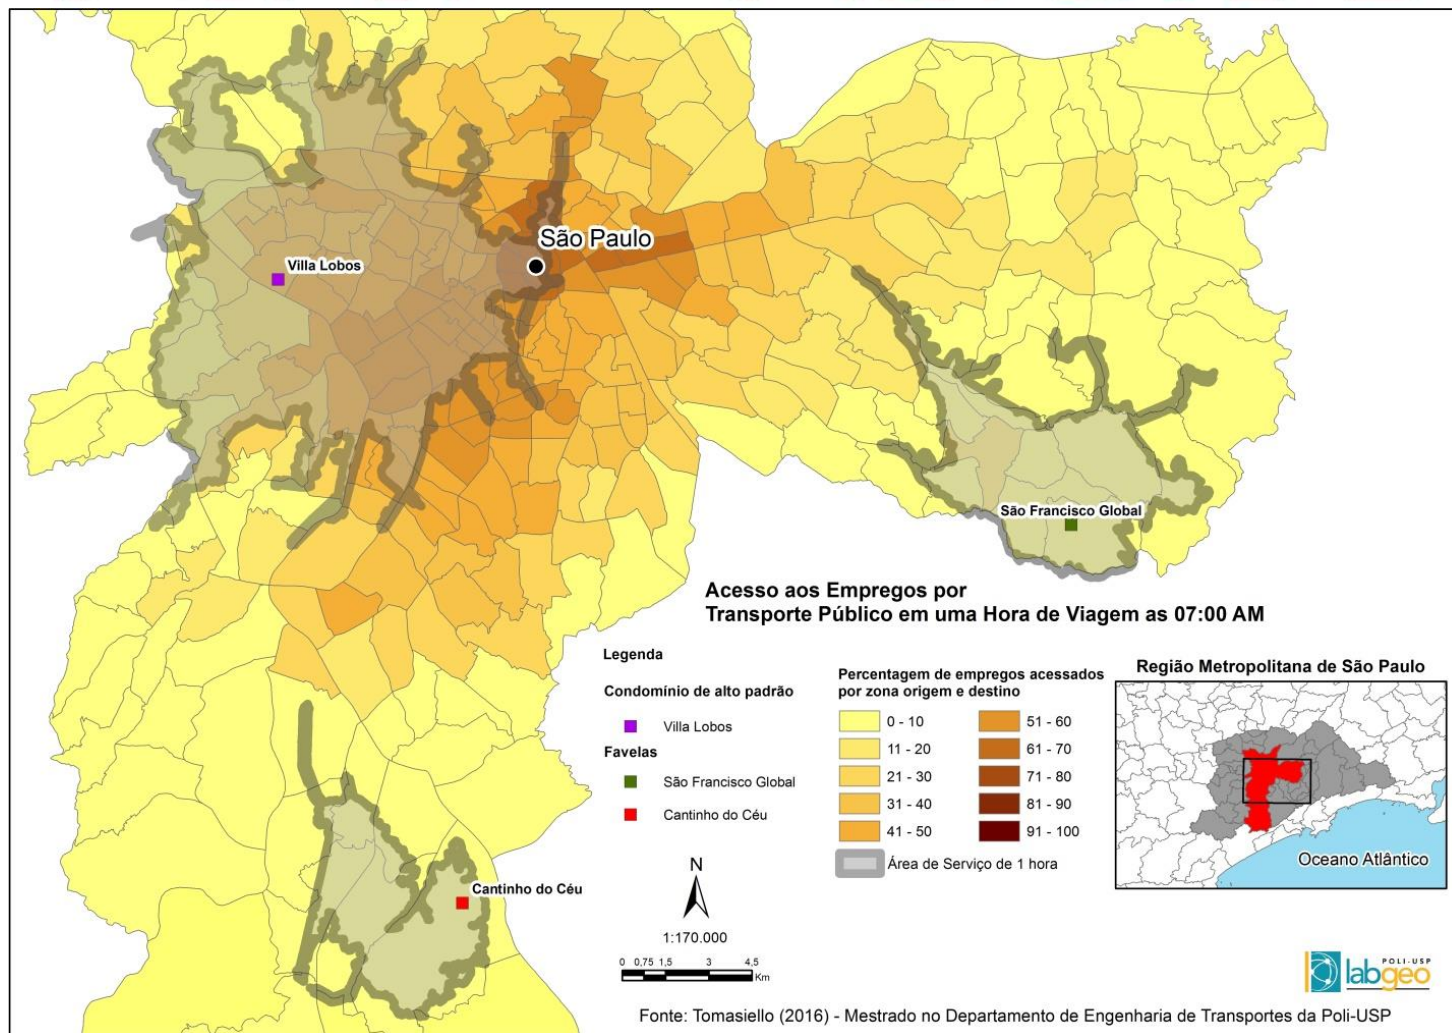 São Paulo
Villa Lobos
São Francisco Global
Cantinho do Céu
Acesso aos Empregos por
Transporte Público em uma Hora de Viagem as 07:00 AM
Legenda
Condomínio de alto padrão
Villa Lobos
Favelas
São Francisco Global
Cantinho do Céu
N
1:170.000
0 0,75 1,5 3 4,5
Km
Percentagem de empregos acessados
por zona origem e destino
0 - 10
11 - 20
21 - 30
31 - 40
41 - 50
51 - 60
61 - 70
71 - 80
81 - 90
91 - 100
Área de Serviço de 1 hora
Região Metropolitana de São Paulo
Oceano Atlântico
POLI-USP
labgeo
Fonte: Tomasiello (2016) - Mestrado no Departamento de Engenharia de Transportes da Poli-USP